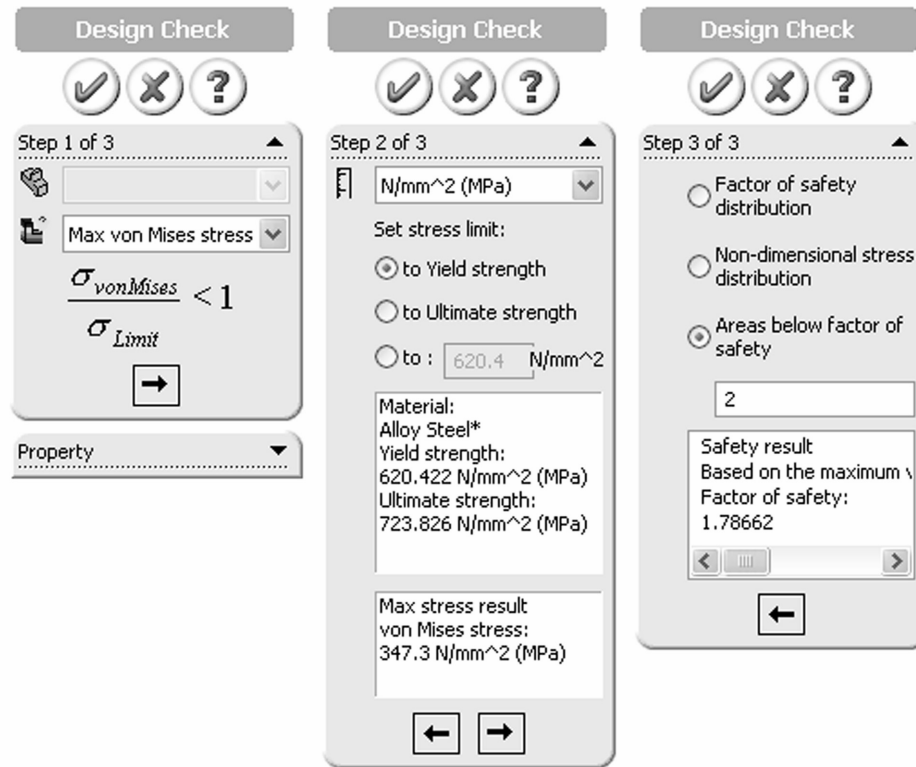 Design Check
Step 1 of 3
Max von Mises stress
σ vonMises
σ Limit
< 1
Property
Design Check
Step 2 of 3
N/mm^2 (MPa)
Set stress limit:
to Yield strength
to Ultimate strength
to : 620.4 N/mm^2
Material:
Alloy Steel*
Yield strength:
620.422 N/mm^2 (MPa)
Ultimate strength:
723.826 N/mm^2 (MPa)
Max stress result
von Mises stress:
347.3 N/mm^2 (MPa)
Design Check
Step 3 of 3
Factor of safety
distribution
Non-dimensional stress
distribution
Areas below factor of
safety
2
Safety result
Based on the maximum v
Factor of safety:
1.78662